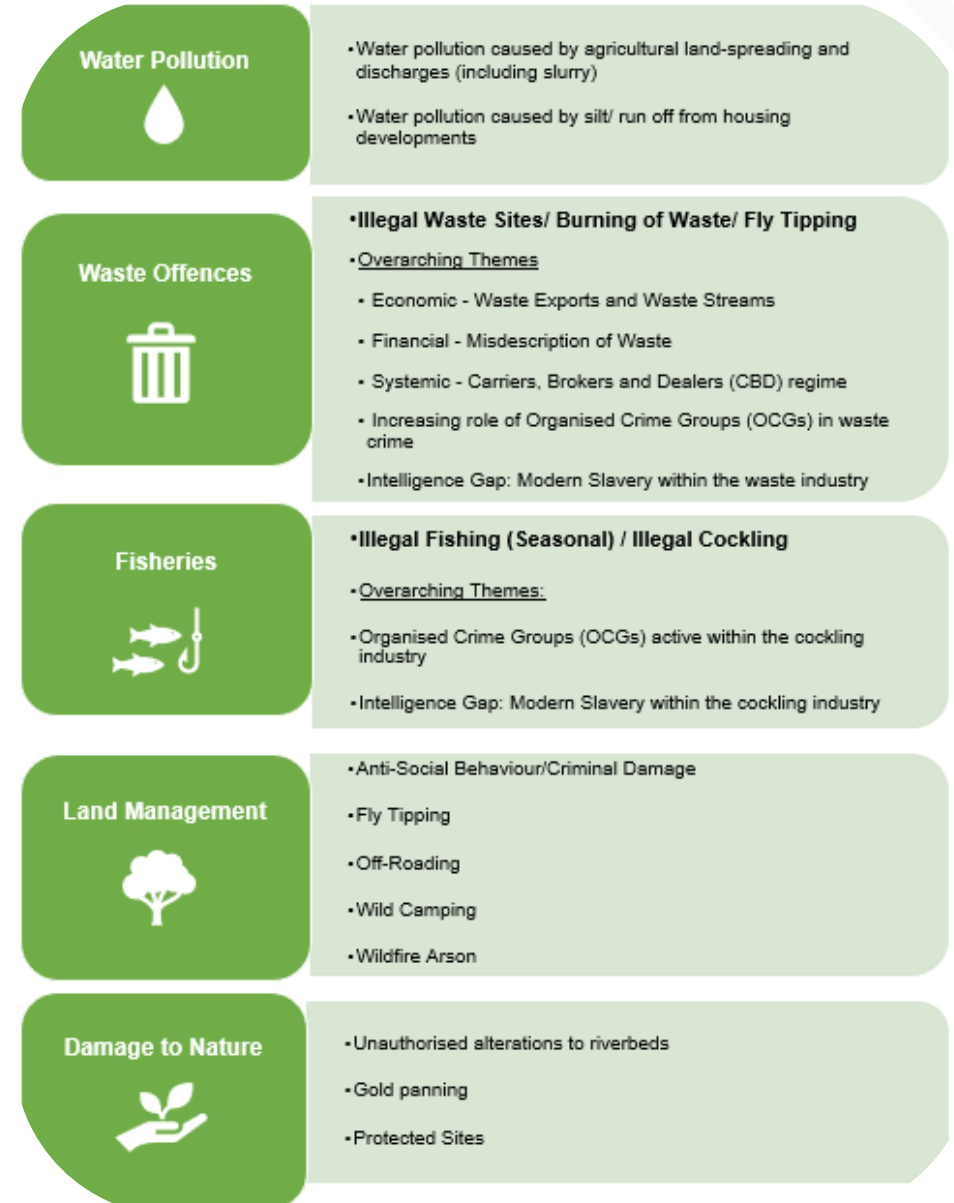 Water Pollution
•Water pollution caused by agricultural land-spreading and
discharges (including slurry)
•Water pollution caused by silt/ run off from housing
developments
Waste Offences
•Illegal Waste Sites/ Burning of Waste/ Fly Tipping
•Overarching Themes
• Economic - Waste Exports and Waste Streams
• Financial - Misdescription of Waste
• Systemic - Carriers, Brokers and Dealers (CBD) regime
• Increasing role of Organised Crime Groups (OCGs) in waste
crime
•Intelligence Gap: Modern Slavery within the waste industry
Fisheries
•Illegal Fishing (Seasonal) / Illegal Cockling
•Overarching Themes:
•Organised Crime Groups (OCGs) active within the cockling
industry
•Intelligence Gap: Modern Slavery within the cockling industry
Land Management
•Anti-Social Behaviour/Criminal Damage
•Fly Tipping
•Off-Roading
•Wild Camping
•Wildfire Arson
Damage to Nature
•Unauthorised alterations to riverbeds
•Gold panning
•Protected Sites